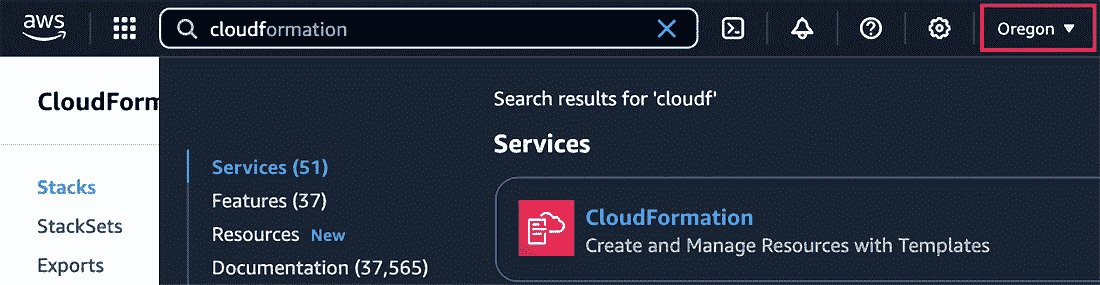 aws
cloudformation
Oregon
CloudForm
Search results for 'cloudf'
Services
Services (51)
Features (37)
Resources New
Documentation (37,565)
Stacks
StackSets
Exports
CloudFormation
Create and Manage Resources with Templates